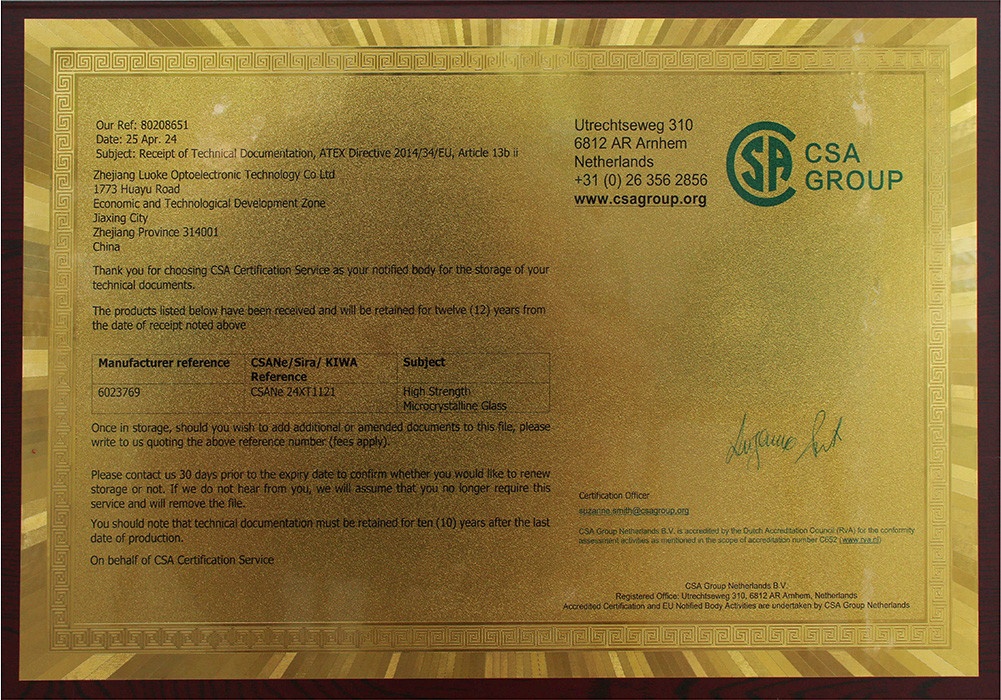 Our Ref: 80208651
Date: 25 Apr. 24
Subject: Receipt of Technical Documentation, ATEX Directive 2014/34/EU, Article 13b ii
Zhejiang Luoke Optoelectronic Technology Co Ltd
1773 Huayu Road
Economic and Technological Development Zone
Jiaxing City
Zhejiang Province 314001
China
Thank you for choosing CSA Certification Service as your notified body for the storage of your
technical documents.
The products listed below have been received and will be retained for twelve (12) years from
the date of receipt noted above
Manufacturer reference CSANe/Sira/ KIWA Subject
Reference
6023769 CSANe 24XT1121 High Strength
Microcrystalline Glass
Once in storage, should you wish to add additional or amended documents to this file, please
write to us quoting the above reference number (fees apply).
Please contact us 30 days prior to the expiry date to confirm whether you would like to renew
storage or not. If we do not hear from you, we will assume that you no longer require this
service and will remove the file.
You should note that technical documentation must be retained for ten (10) years after the last
date of production.
On behalf of CSA Certification Service
Utrechtseweg 310
6812 AR Arnhem
Netherlands
+31 (0) 26 356 2856
www.csagroup.org
CSA
GROUP
Certification Officer
suzanne.smith@csagroup.org
CSA Group Netherlands B.V. is accredited by the Dutch Accreditation Council (RvA) for the conformity
assessment activities as mentioned in the scope of accreditation number C652 (www.rva.nl)
CSA Group Netherlands B.V.
Registered Office: Utrechtseweg 310, 6812 AR Arnhem, Netherlands
Accredited Certification and EU Notified Body Activities are undertaken by CSA Group Netherlands